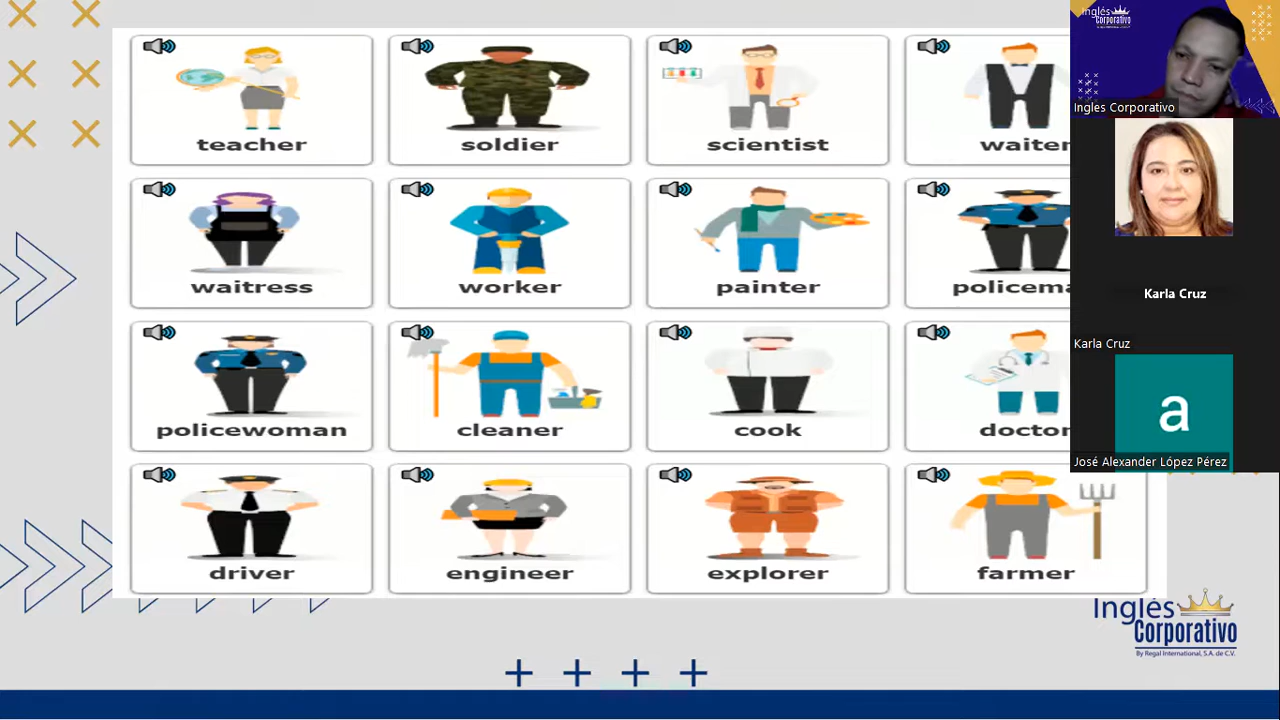 teacher
soldier
scientist
waiter
waitress
worker
painter
policema
policewoman
cleaner
cook
doctor
driver
engineer
explorer
farmer
Inglés
Corporativo
Ingles Corporativo
Karla Cruz
Karla Cruz
a
José Alexander López Pérez
Inglés
Corporativo
By Regal International, S.A. de C.V.